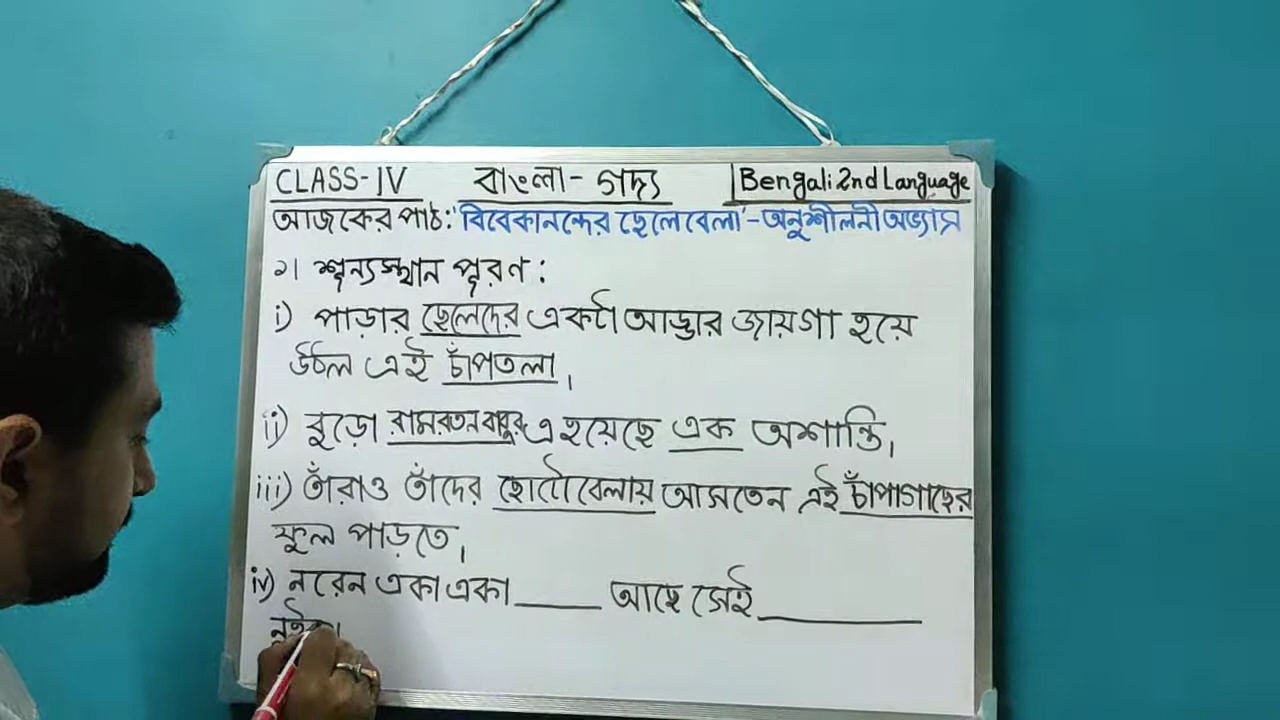 CLASS-IV বাংলা - গদ্য Bengali 2nd Language
আজকের পাঠ: 'বিবেকানন্দের ছেলেবেলা' - অনুশীলনী অভ্যাস
১। শূন্যস্থান পূরণ :
i) পাড়ার ছেলেদের একটা আড্ডার জায়গা হয়ে
উঠল এই চাঁপতলা।
ii) বুড়ো রামরতনবাবুর এ হয়েছে এক অশান্তি।
iii) তাঁরাও তাঁদের ছোটোবেলায় আসতেন এই চাঁপাগাছের
ফুল পাড়তে।
iv) নরেন একা একা ____ আছে সেই ________